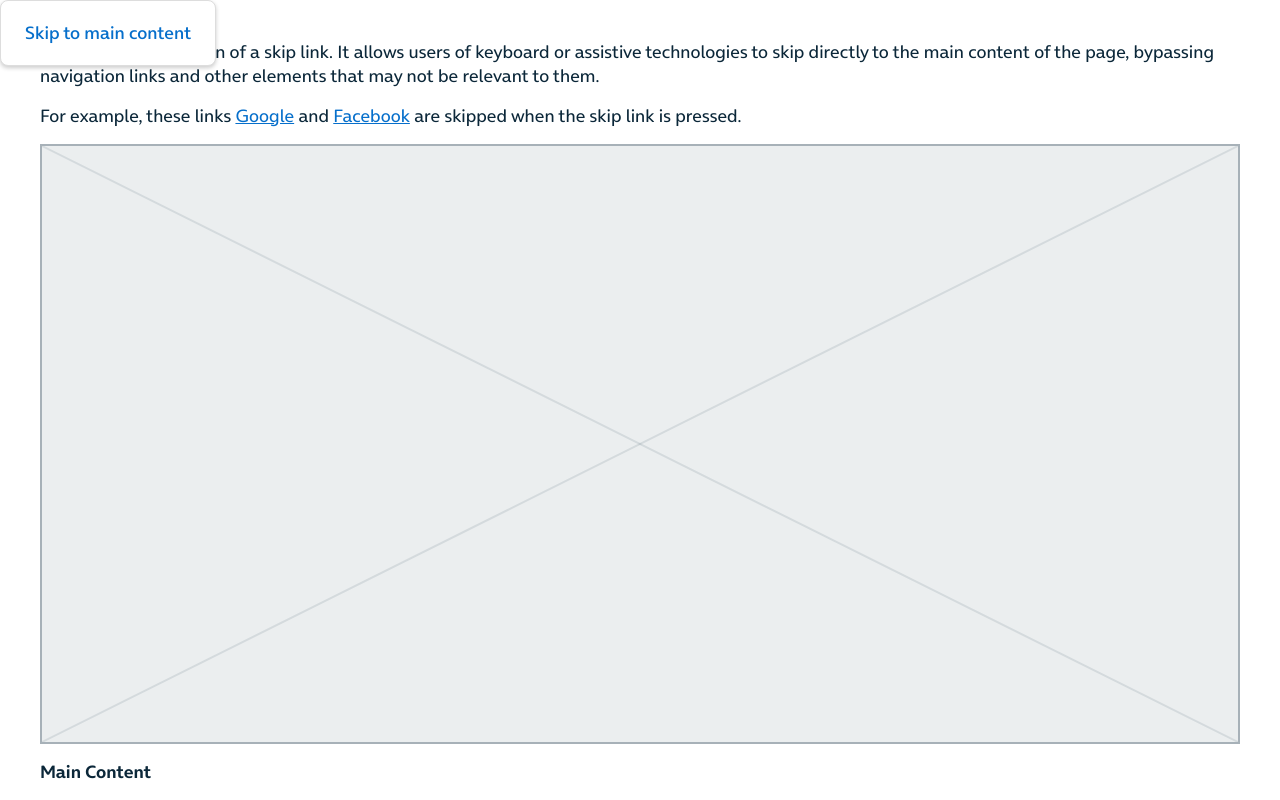 Skip to main content
n of a skip link. It allows users of keyboard or assistive technologies to skip directly to the main content of the page, bypassing
navigation links and other elements that may not be relevant to them.
For example, these links Google and Facebook are skipped when the skip link is pressed.
Main Content